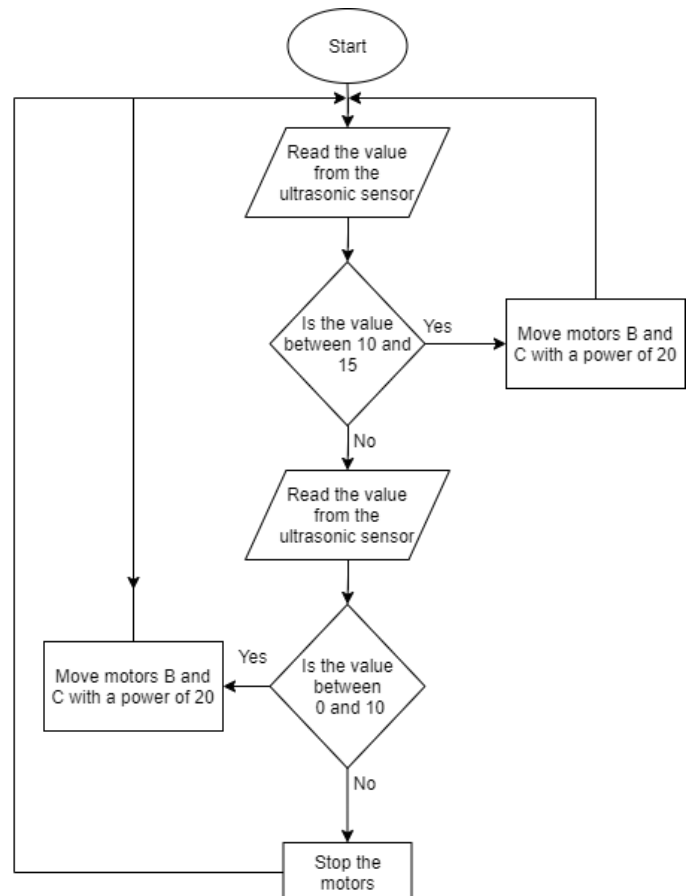 Start
Read the value
from the
ultrasonic sensor
Is the value
between 10 and
15
Yes
Move motors B and
C with a power of 20
No
Read the value
from the
ultrasonic sensor
Is the value
between
0 and 10
Yes
Move motors B and
C with a power of 20
No
Stop the
motors